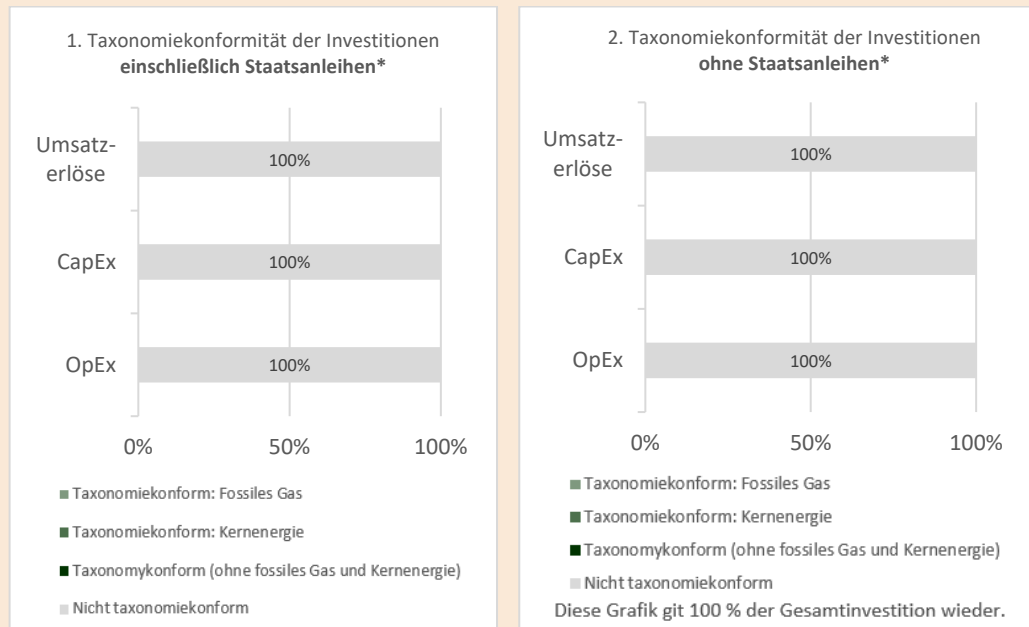 1. Taxonomiekonformität der Investitionen
einschließlich Staatsanleihen*
Umsatz-
erlöse
100%
CapEx
100%
OpEx
100%
0%
50%
100%
Taxonomiekonform: Fossiles Gas
Taxonomiekonform: Kernenergie
Taxonomykonform (ohne fossiles Gas und Kernenergie)
Nicht taxonomiekonform
2. Taxonomiekonformität der Investitionen
ohne Staatsanleihen*
Umsatz-
erlöse
100%
CapEx
100%
OpEx
100%
0%
50%
100%
Taxonomiekonform: Fossiles Gas
Taxonomiekonform: Kernenergie
Taxonomykonform (ohne fossiles Gas und Kernenergie)
Nicht taxonomiekonform
Diese Grafik git 100 % der Gesamtinvestition wieder.